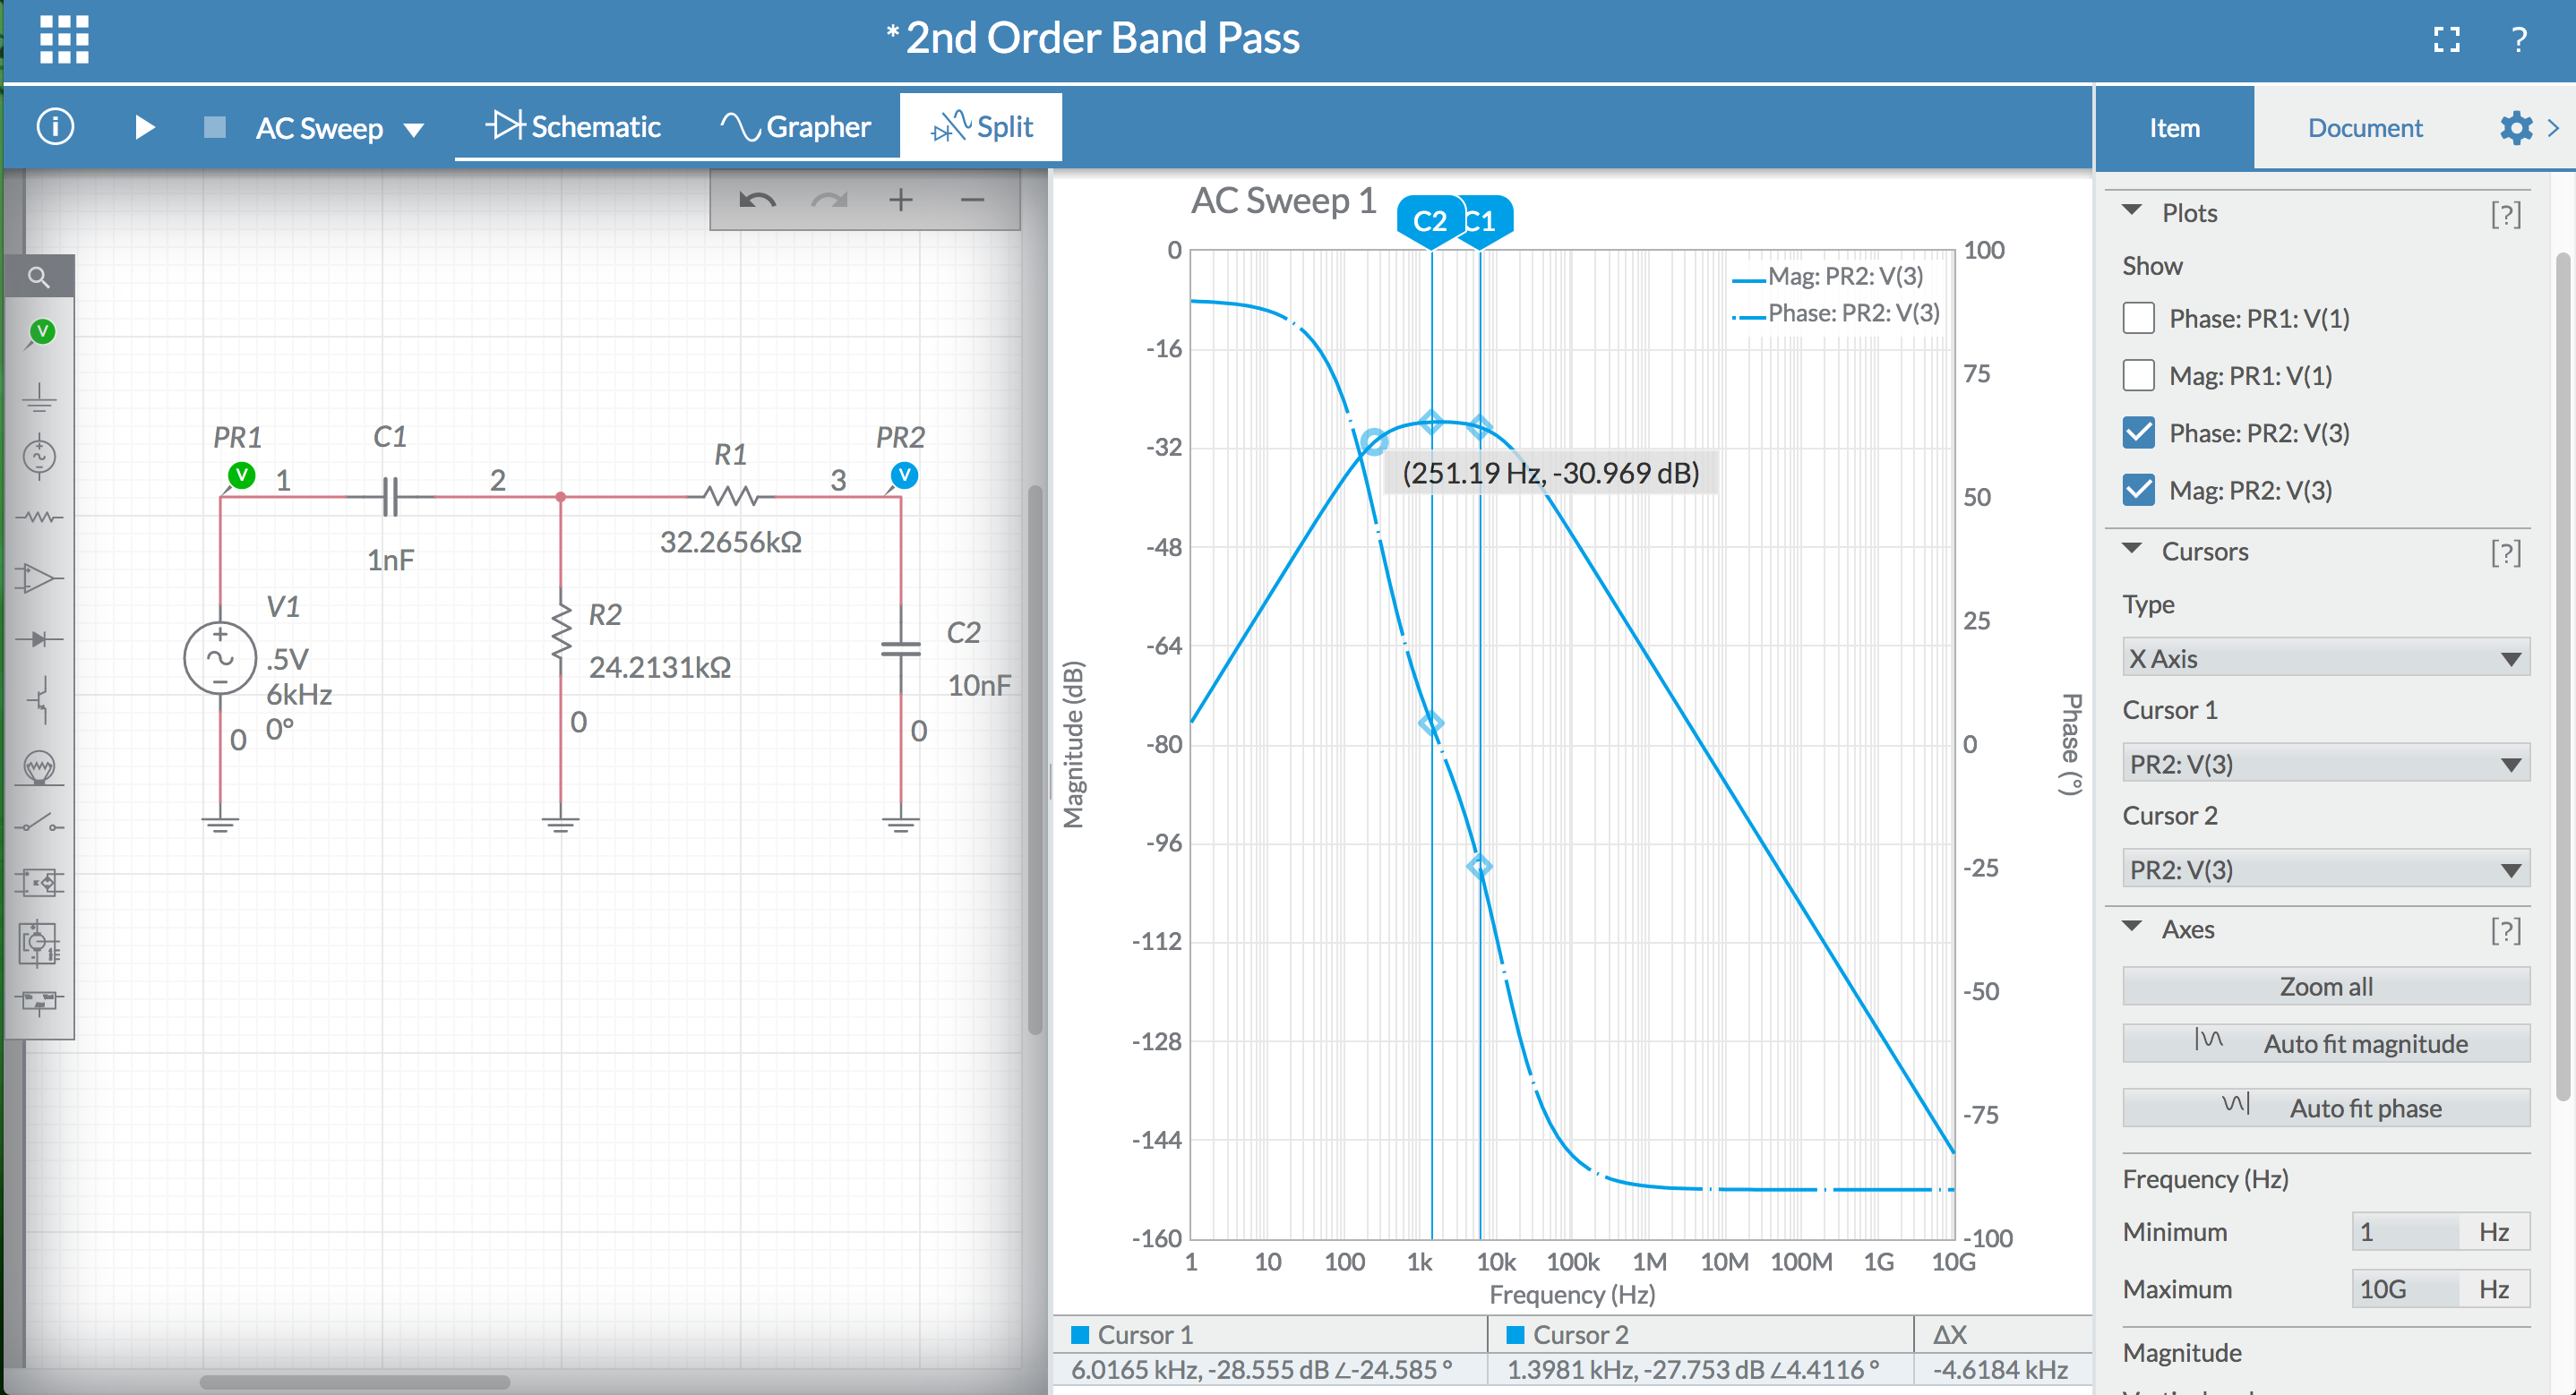 * 2nd Order Band Pass
?
i
AC Sweep
Schematic
Grapher
Split
Item
Document
AC Sweep 1
C2
C1
Plots
[?]
Show
Phase: PR1: V(1)
Mag: PR1: V(1)
Phase: PR2: V(3)
Mag: PR2: V(3)
Cursors
[?]
Type
X Axis
Cursor 1
PR2: V(3)
Cursor 2
PR2: V(3)
Axes
[?]
Zoom all
Auto fit magnitude
Auto fit phase
Frequency (Hz)
Minimum 1 Hz
Maximum 10G Hz
Magnitude
V
PR1
V
1
C1
1nF
2
R1
32.2656kΩ
3
PR2
V
V1
.5V
6kHz
0°
0
R2
24.2131kΩ
0
C2
10nF
0
Mag: PR2: V(3)
Phase: PR2: V(3)
(251.19 Hz, -30.969 dB)
Magnitude (dB)
0
-16
-32
-48
-64
-80
-96
-112
-128
-144
-160
100
75
50
25
0
-25
-50
-75
-100
Phase (°)
1 10 100 1k 10k 100k 1M 10M 100M 1G 10G
Frequency (Hz)
Cursor 1 Cursor 2 ΔX
6.0165 kHz, -28.555 dB ∠-24.585 ° 1.3981 kHz, -27.753 dB ∠4.4116 ° -4.6184 kHz